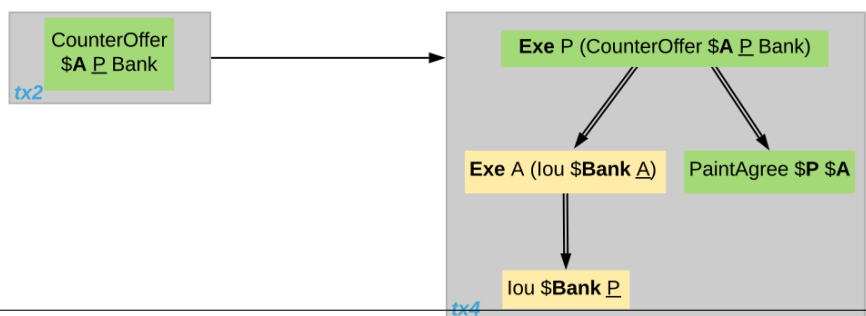 CounterOffer
$A P Bank
tx2
Exe P (CounterOffer $A P Bank)
Exe A (Iou $Bank A)
PaintAgree $P $A
Iou $Bank P
tx4